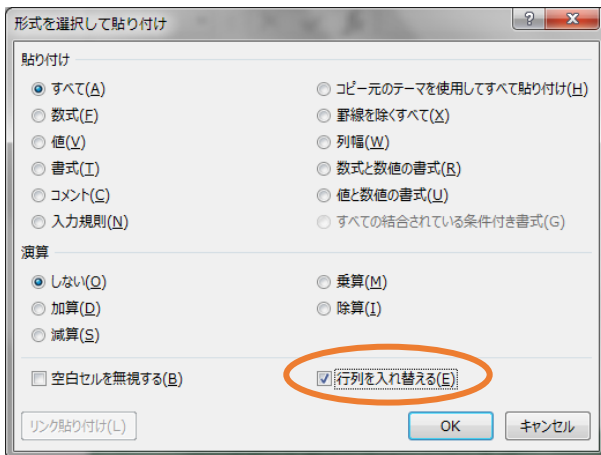 形式を選択して貼り付け
貼り付け
すべて(A)
コピー元のテーマを使用してすべて貼り付け(H)
数式(F)
罫線を除くすべて(X)
値(V)
列幅(W)
書式(T)
数式と数値の書式(R)
コメント(C)
値と数値の書式(U)
入力規則(N)
すべての結合されている条件付き書式(G)
演算
しない(O)
乗算(M)
加算(D)
除算(I)
減算(S)
空白セルを無視する(B)
行列を入れ替える(E)
リンク貼り付け(L)
OK
キャンセル